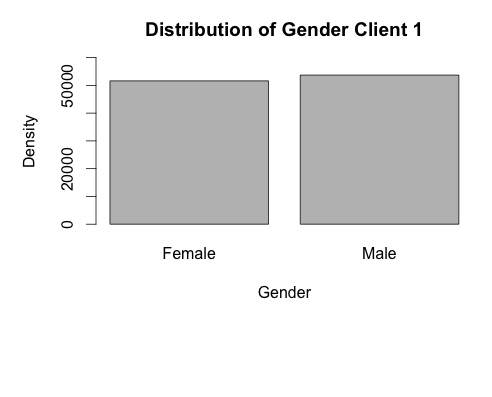 Distribution of Gender Client 1
Density
50000
20000
0
Female Male
Gender